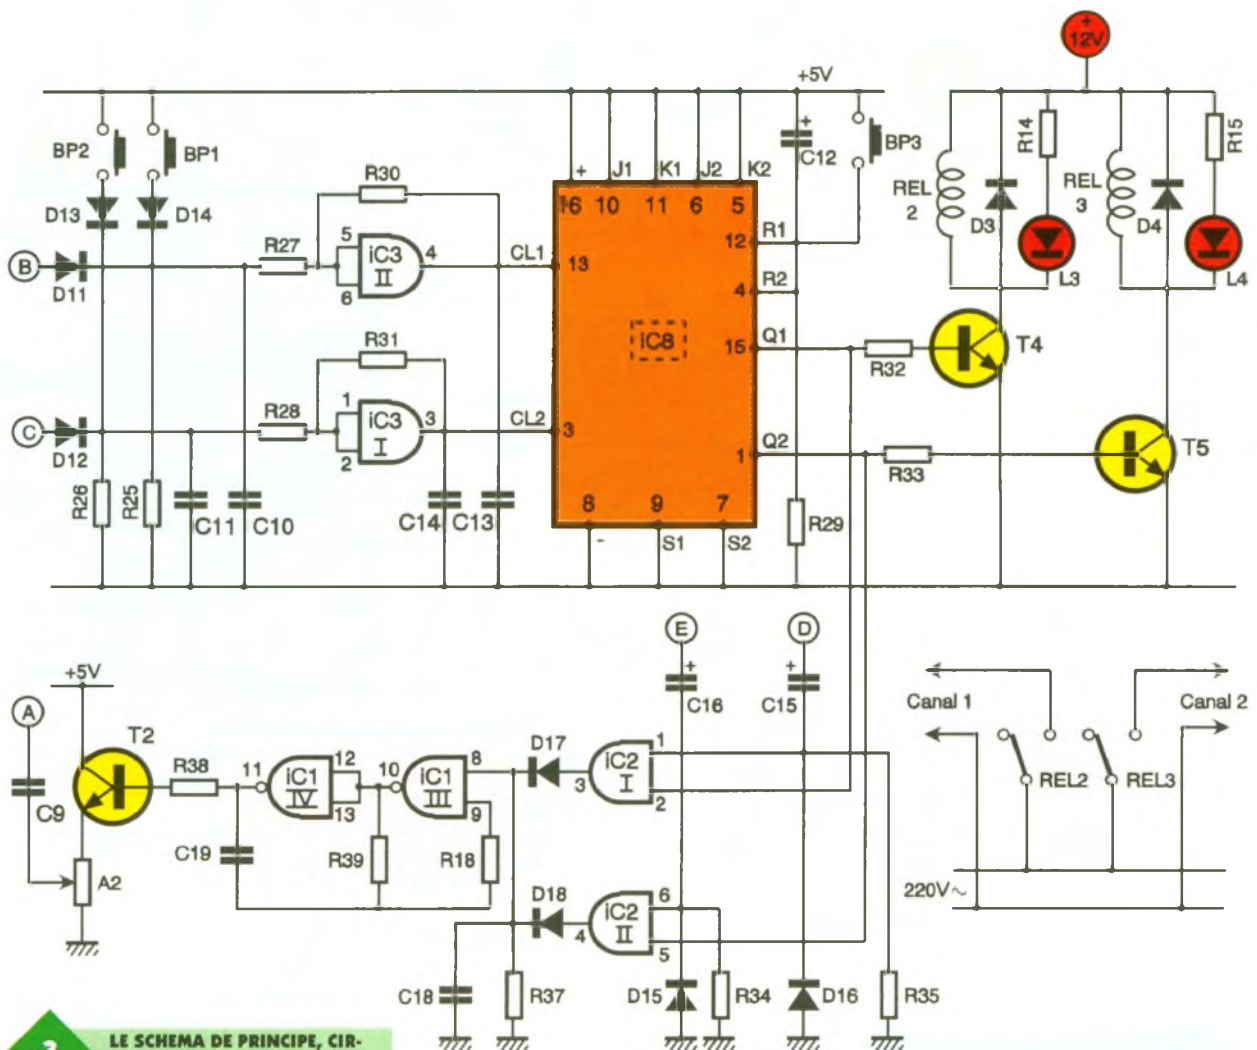 +
12V
+5V
BP2
BP1
R30
+
J1
K1
J2
K2
+
C12
BP3
R14
R15
D13
D14
16
10
11
6
5
REL
2
D3
REL
3
D4
R27
5
iC3
II
6
4
CL1
13
12
R1
B
D11
4
R2
L3
L4
R31
iC8
15
Q1
R32
T4
R28
1
iC3
I
2
3
CL2
3
C
D12
1
Q2
R33
T5
R26
R25
C11
C10
C14
C13
8
9
7
R29
-
S1
S2
E
D
+5V
A
T2
+
C16
+
C15
Canal 1
Canal 2
R38
11
iC1
IV
12
13
10
iC1
III
8
9
D17
3
iC2
I
1
2
REL2
REL3
C9
C19
R39
R18
A2
D18
4
iC2
II
6
5
220V~
C18
R37
D15
R34
D16
R35
LE SCHEMA DE PRINCIPE, CIR-